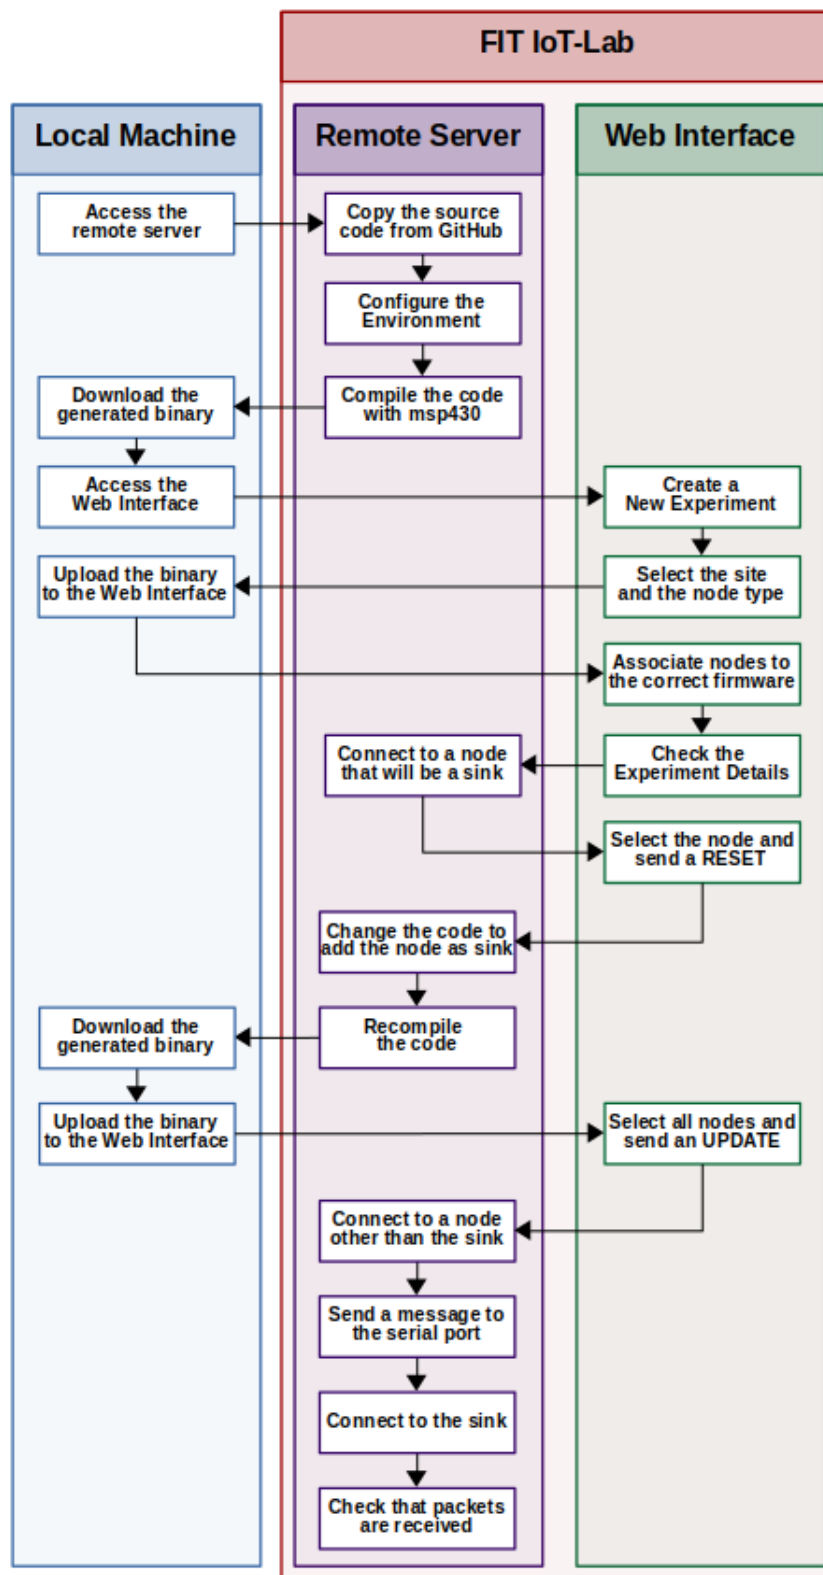 FIT IoT-Lab
Local Machine
Remote Server
Web Interface
Access the
remote server
Copy the source
code from GitHub
Configure the
Environment
Compile the code
with msp430
Download the
generated binary
Access the
Web Interface
Create a
New Experiment
Select the site
and the node type
Upload the binary
to the Web Interface
Associate nodes to
the correct firmware
Check the
Experiment Details
Connect to a node
that will be a sink
Select the node and
send a RESET
Change the code to
add the node as sink
Recompile
the code
Download the
generated binary
Upload the binary
to the Web Interface
Select all nodes and
send an UPDATE
Connect to a node
other than the sink
Send a message to
the serial port
Connect to the sink
Check that packets
are received